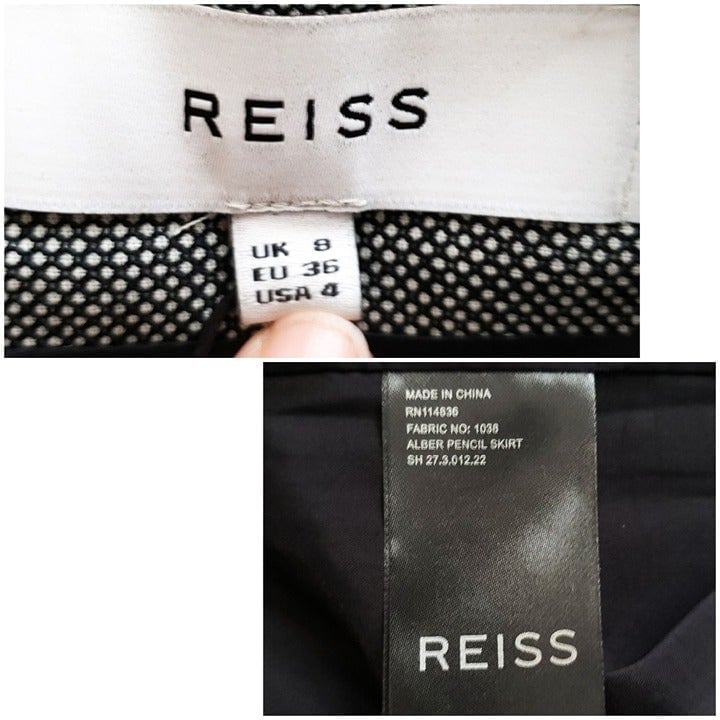 REISS
UK 8
EU 36
USA 4
MADE IN CHINA
RN114836
FABRIC NO: 1038
ALBER PENCIL SKIRT
SH 27.3.012.22
REISS